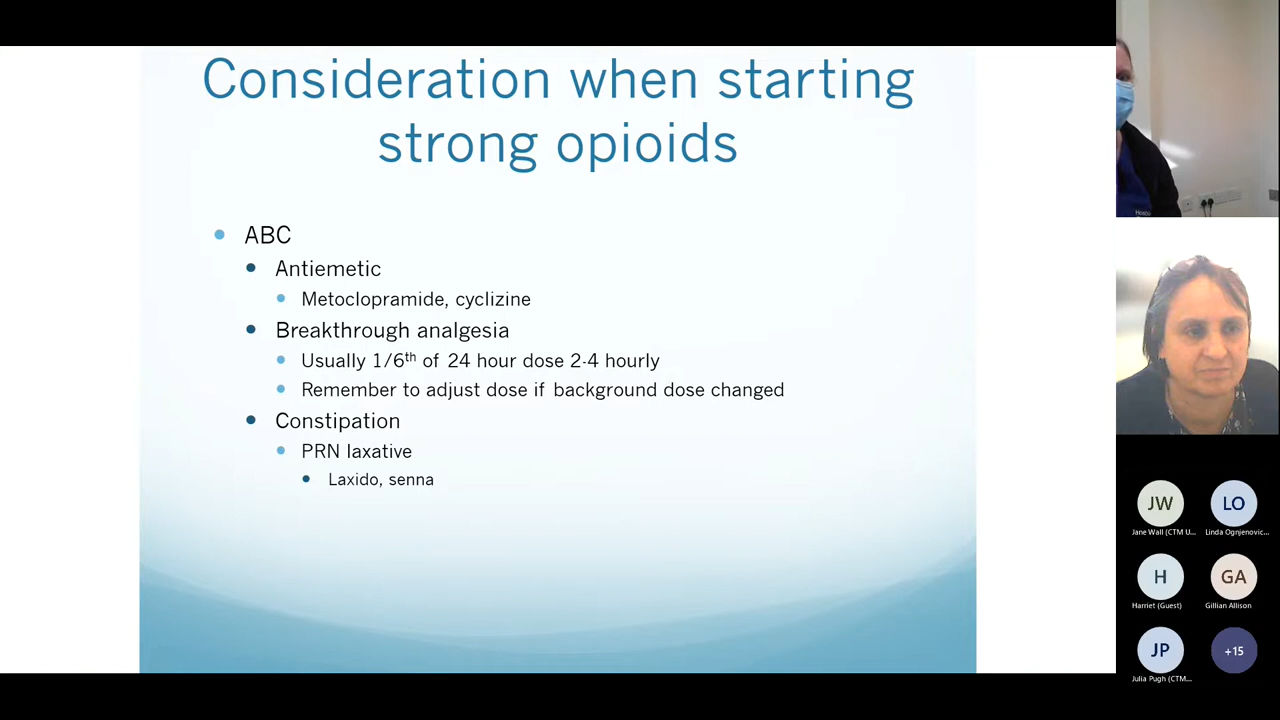 Consideration when starting
strong opioids
ABC
Antiemetic
Metoclopramide, cyclizine
Breakthrough analgesia
Usually 1/6th of 24 hour dose 2-4 hourly
Remember to adjust dose if background dose changed
Constipation
PRN laxative
Laxido, senna
JW
LO
Jane Wall (CTM U...
Linda Ognjenovic...
H
GA
Harriet (Guest)
Gillian Allison
JP
+15
Julia Pugh (CTM...